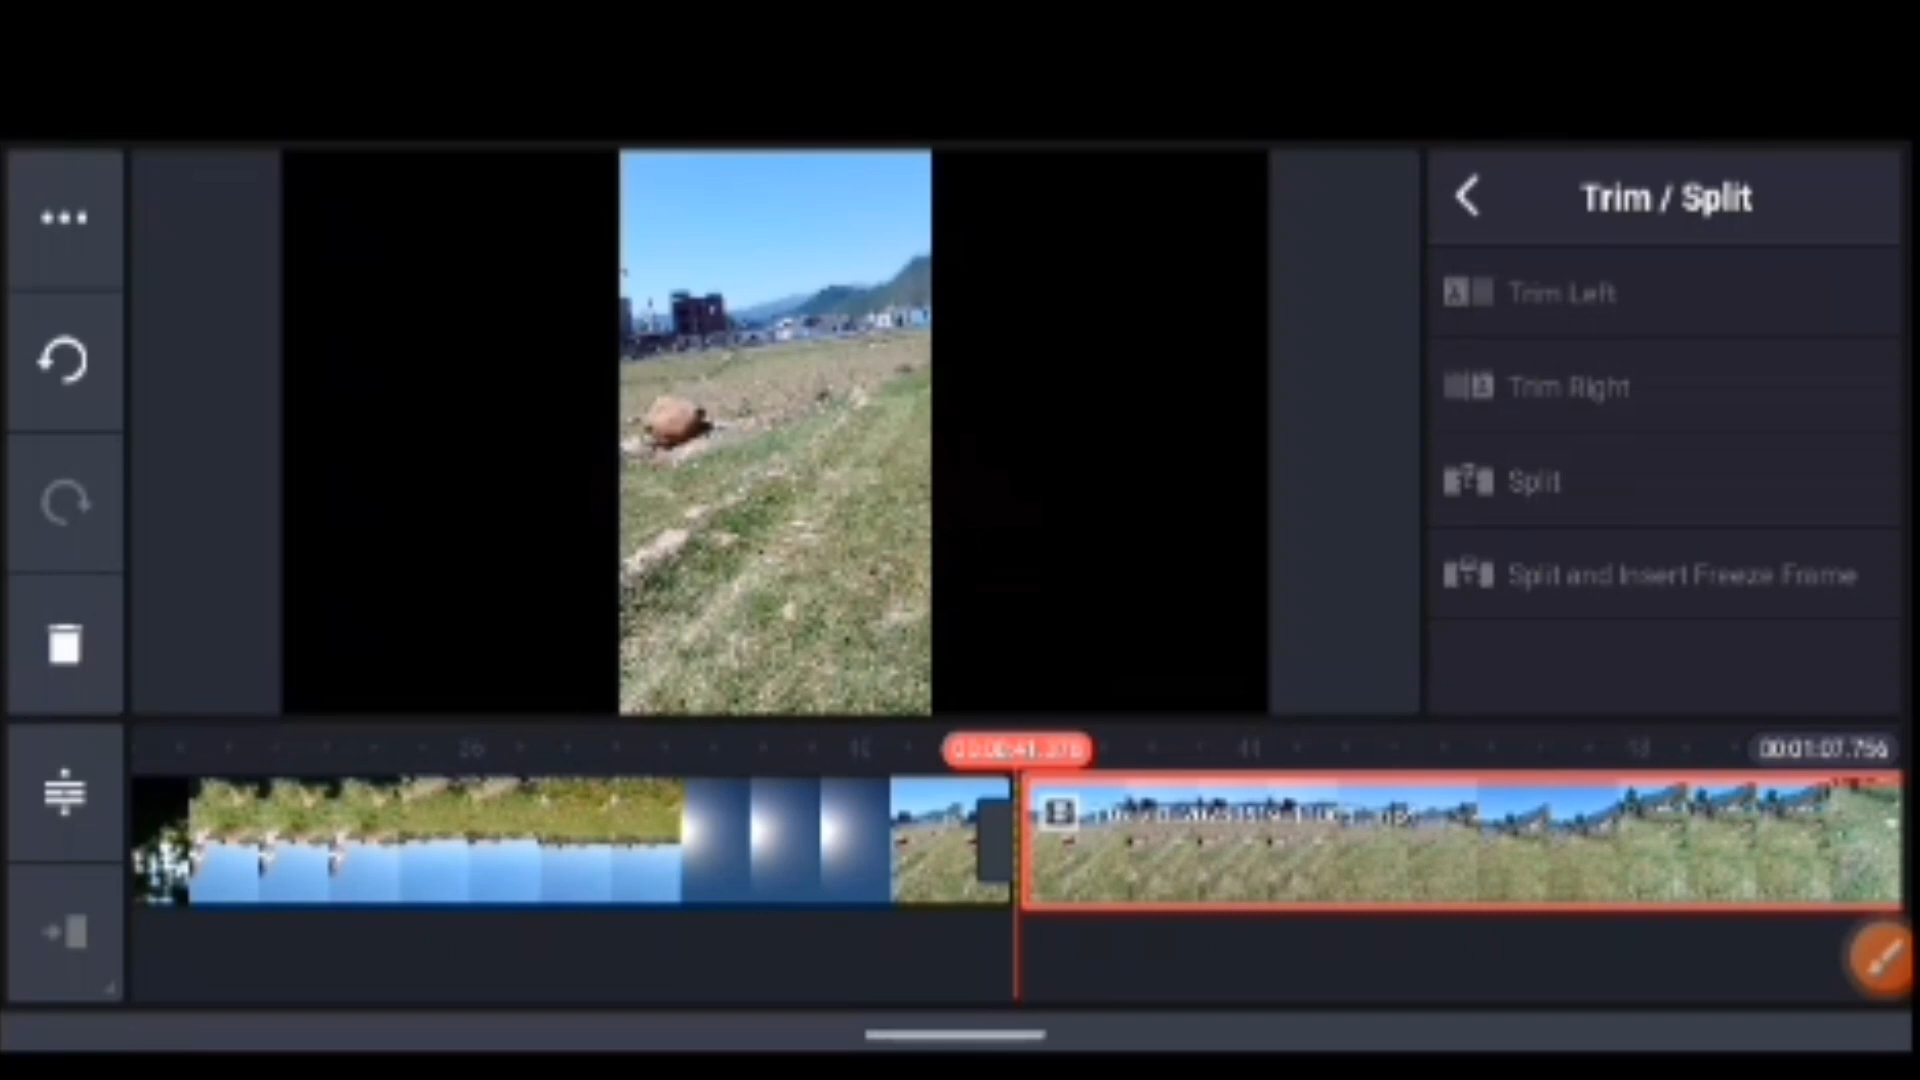 Trim / Split
Trim Left
Trim Right
Split
Split and Insert Freeze Frame
00:01:07.756